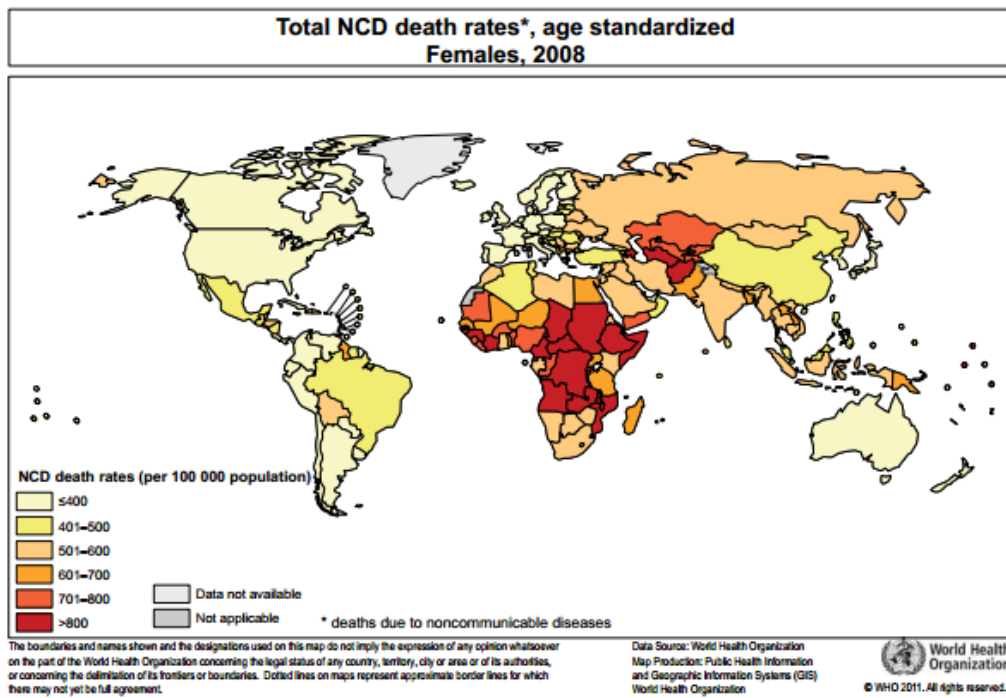 Total NCD death rates*, age standardized
Females, 2008
NCD death rates (per 100 000 population)
≤400
401–500
501–600
601–700
701–800
>800
Data not available
Not applicable
* deaths due to noncommunicable diseases
The boundaries and names shown and the designations used on this map do not imply the expression of any opinion whatsoever
on the part of the World Health Organization concerning the legal status of any country, territory, city or area or of its authorities,
or concerning the delimitation of its frontiers or boundaries. Dotted lines on maps represent approximate border lines for which
there may not yet be full agreement.
Data Source: World Health Organization
Map Production: Public Health Information
and Geographic Information Systems (GIS)
World Health Organization
World Health
Organization
© WHO 2011. All rights reserved.